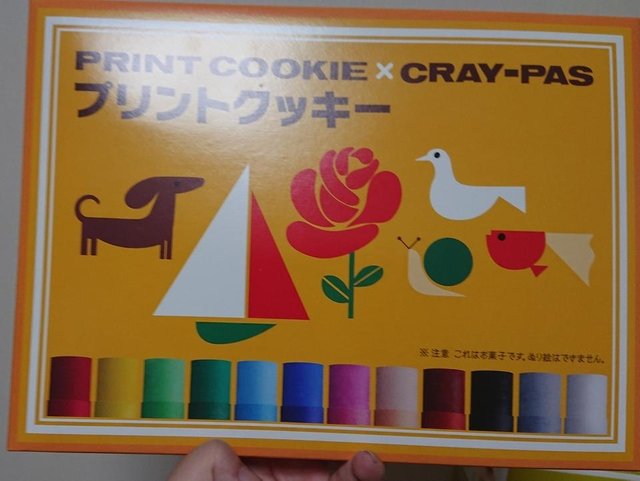 PRINT COOKIE × CRAY-PAS
プリントクッキー
※注意 これはお菓子です。ぬり絵はできません。